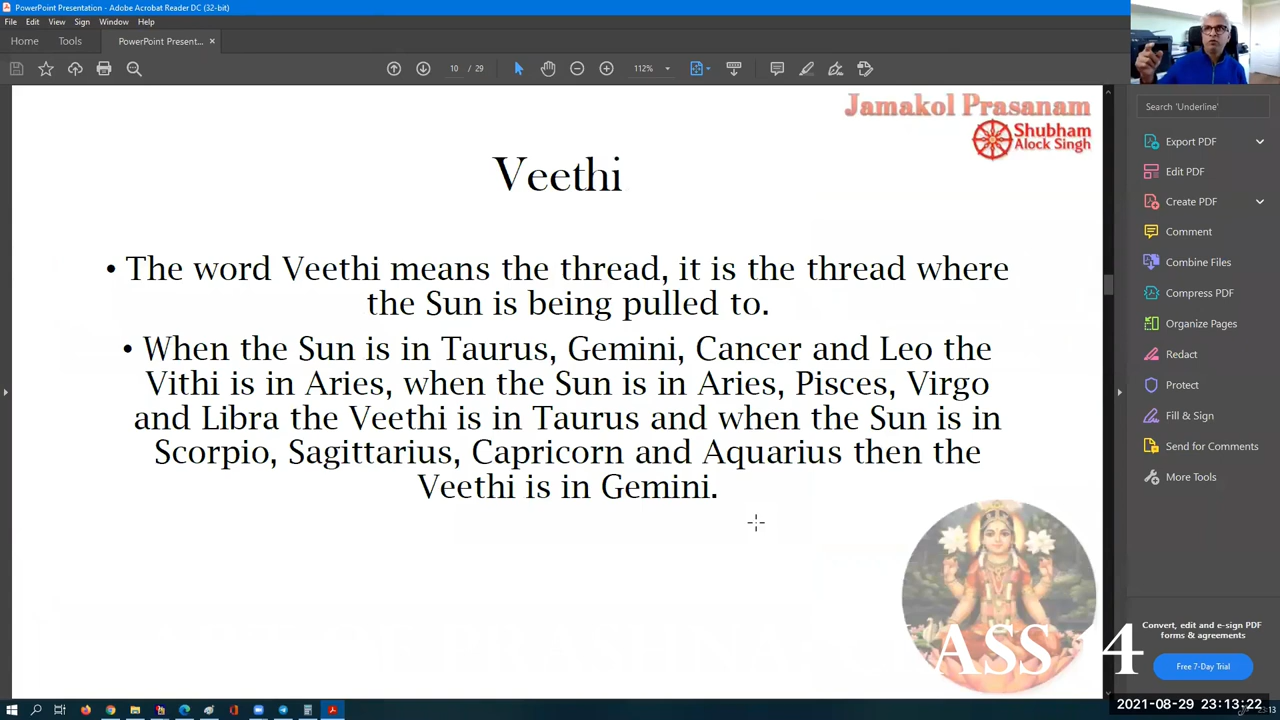 PowerPoint Presentation - Adobe Acrobat Reader DC (32-bit)
File Edit View Sign Window Help
Home Tools PowerPoint Present... ×
10 / 29 112%
Jamakol Prasanam
Shubham
Alock Singh
Veethi
• The word Veethi means the thread, it is the thread where
the Sun is being pulled to.
• When the Sun is in Taurus, Gemini, Cancer and Leo the
Vithi is in Aries, when the Sun is in Aries, Pisces, Virgo
and Libra the Veethi is in Taurus and when the Sun is in
Scorpio, Sagittarius, Capricorn and Aquarius then the
Veethi is in Gemini.
Search 'Underline'
Export PDF
Edit PDF
Create PDF
Comment
Combine Files
Compress PDF
Organize Pages
Redact
Protect
Fill & Sign
Send for Comments
More Tools
Convert, edit and e-sign PDF
forms & agreements
Free 7-Day Trial
ASS 4
2021-08-29 23:13:22